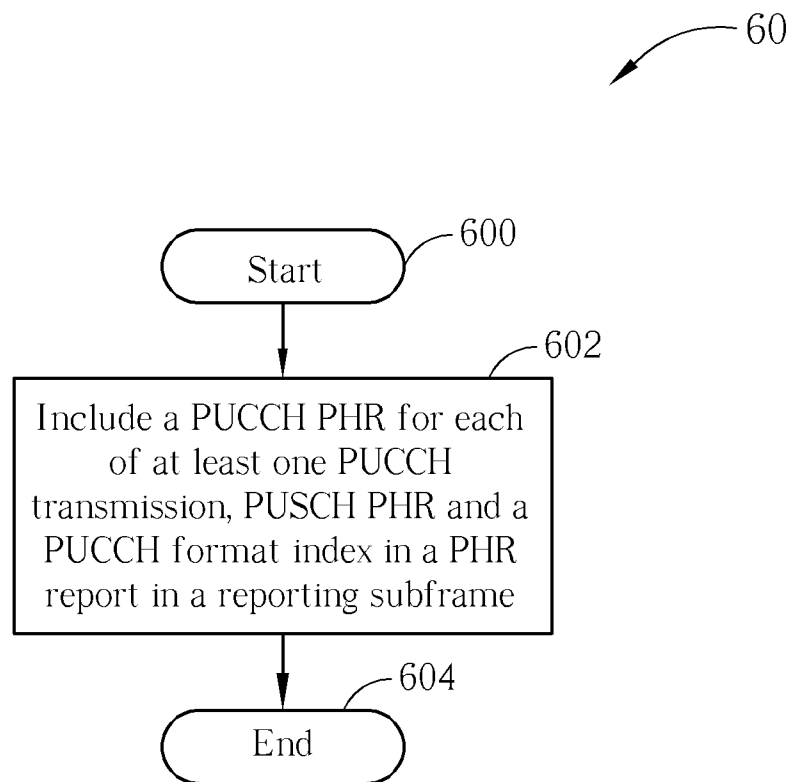 60
600
Start
602
Include a PUCCH PHR for each
of at least one PUCCH
transmission, PUSCH PHR and a
PUCCH format index in a PHR
report in a reporting subframe
604
End